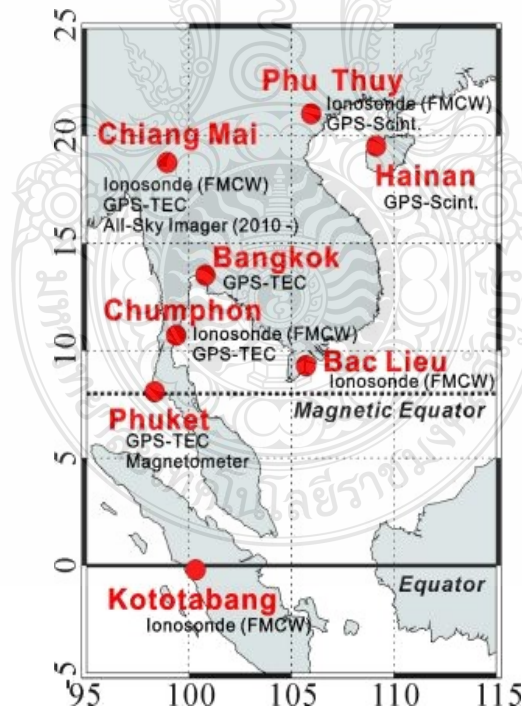 25
Phu Thuy
Ionosonde (FMCW)
GPS-Scint.
20
Chiang Mai
Ionosonde (FMCW)
GPS-TEC
All-Sky Imager (2010 -)
Hainan
GPS-Scint.
15
Bangkok
GPS-TEC
Chumphon
Ionosonde (FMCW)
GPS-TEC
10
Bac Lieu
Ionosonde (FMCW)
Magnetic Equator
Phuket
GPS-TEC
Magnetometer
5
0
Equator
Kototabang
Ionosonde (FMCW)
-5
95 100 105 110 115